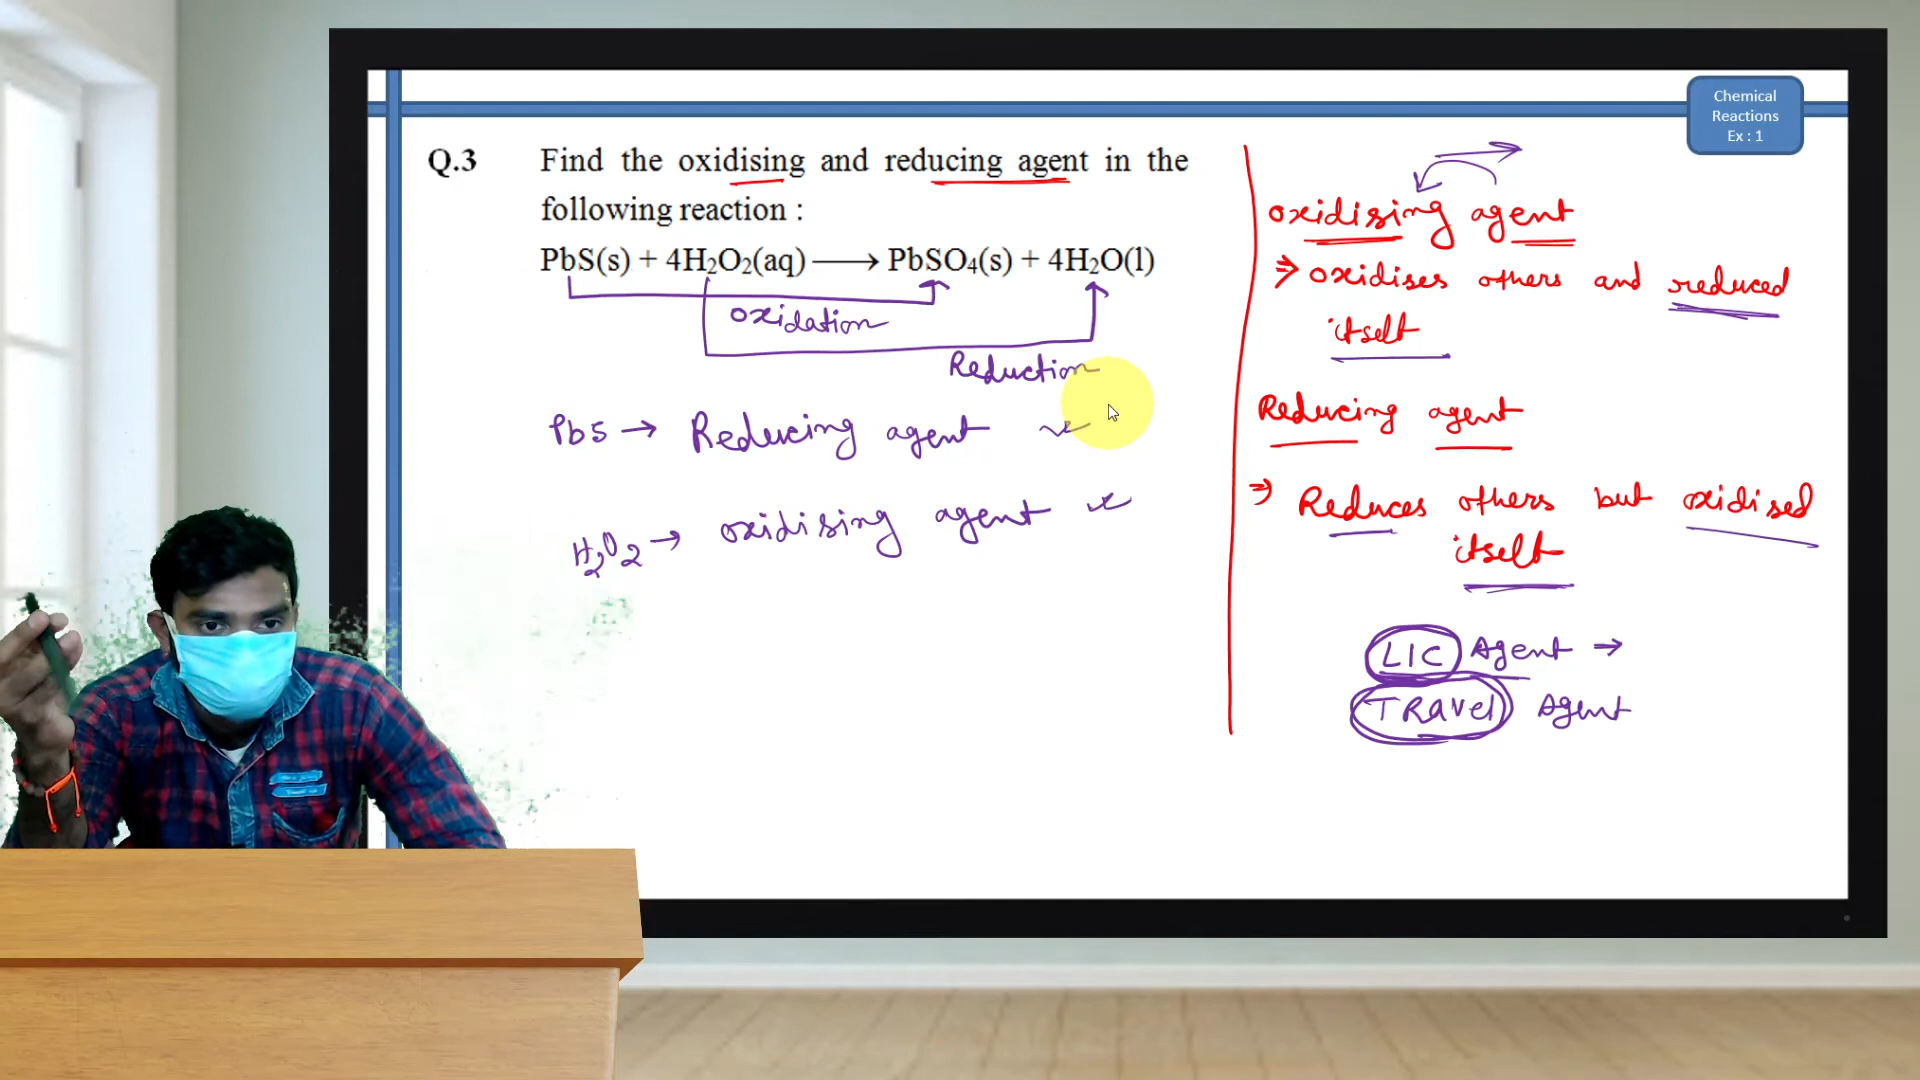 Chemical
Reactions
Ex : 1
Q.3 Find the oxidising and reducing agent in the
following reaction :
PbS(s) + 4H₂O₂(aq) ⟶ PbSO₄(s) + 4H₂O(l)
oxidation
Reduction
PbS → Reducing agent
H₂O₂ → oxidising agent
oxidising agent
⇒ oxidises others and reduced
itself
Reducing agent
⇒ Reduces others but oxidised
itself
LIC Agent →
TRavel Agent